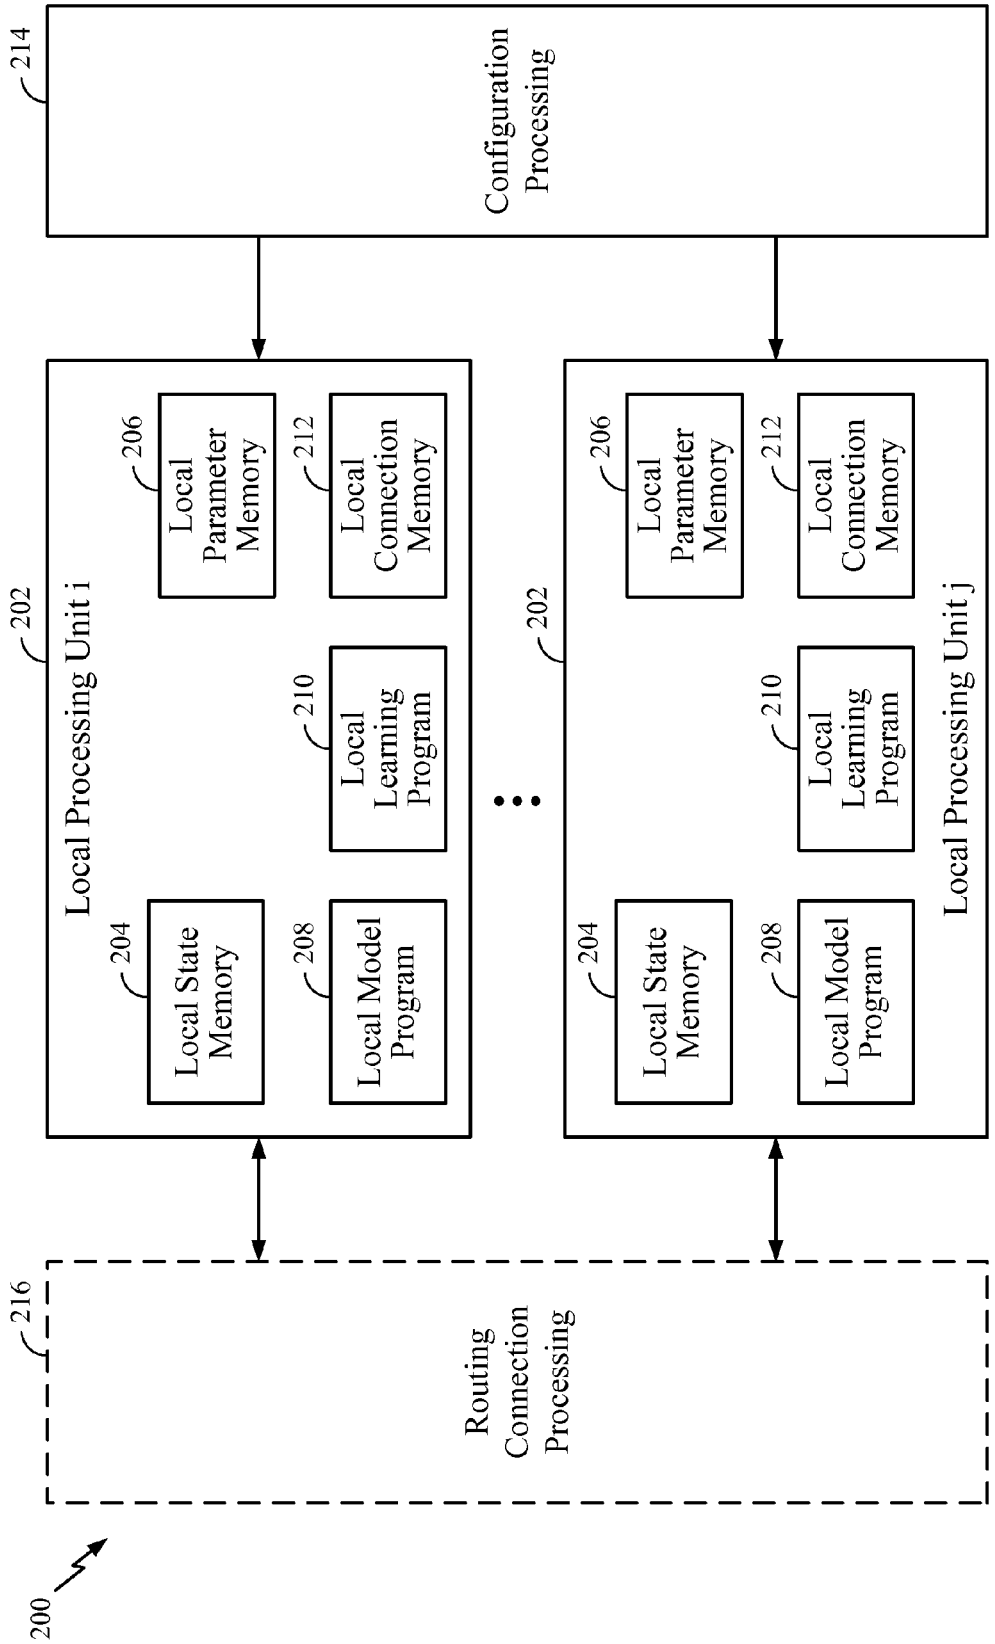 200
216
Routing
Connection
Processing
202
Local Processing Unit i
204
Local State
Memory
206
Local
Parameter
Memory
208
Local Model
Program
210
Local
Learning
Program
212
Local
Connection
Memory
202
204
Local State
Memory
206
Local
Parameter
Memory
208
Local Model
Program
210
Local
Learning
Program
212
Local
Connection
Memory
Local Processing Unit j
214
Configuration
Processing